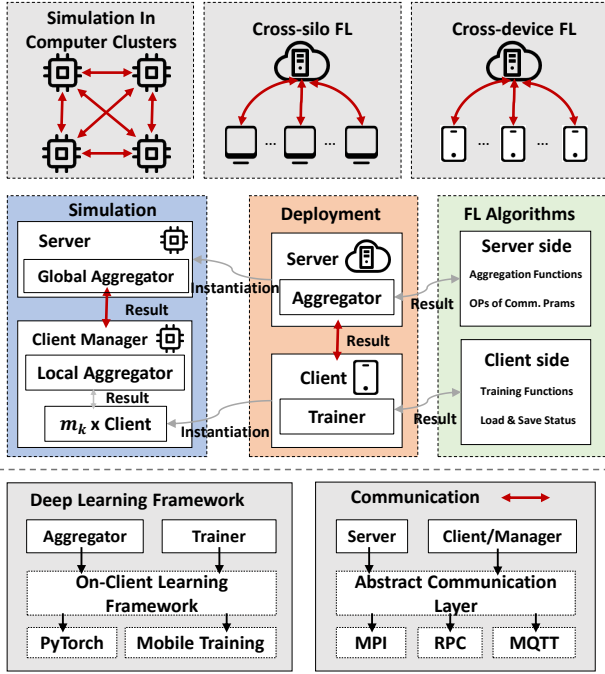 Simulation In
Computer Clusters
Cross-silo FL
...
...
Cross-device FL
...
...
Simulation
Server
Global Aggregator
Result
Client Manager
Local Aggregator
Result
m_k x Client
Instantiation
Instantiation
Deployment
Server
Aggregator
Result
Client
Trainer
Result
Result
FL Algorithms
Server side
Aggregation Functions
OPs of Comm. Prams
Client side
Training Functions
Load & Save Status
Deep Learning Framework
Aggregator
Trainer
On-Client Learning
Framework
PyTorch
Mobile Training
Communication
Server
Client/Manager
Abstract Communication
Layer
MPI
RPC
MQTT